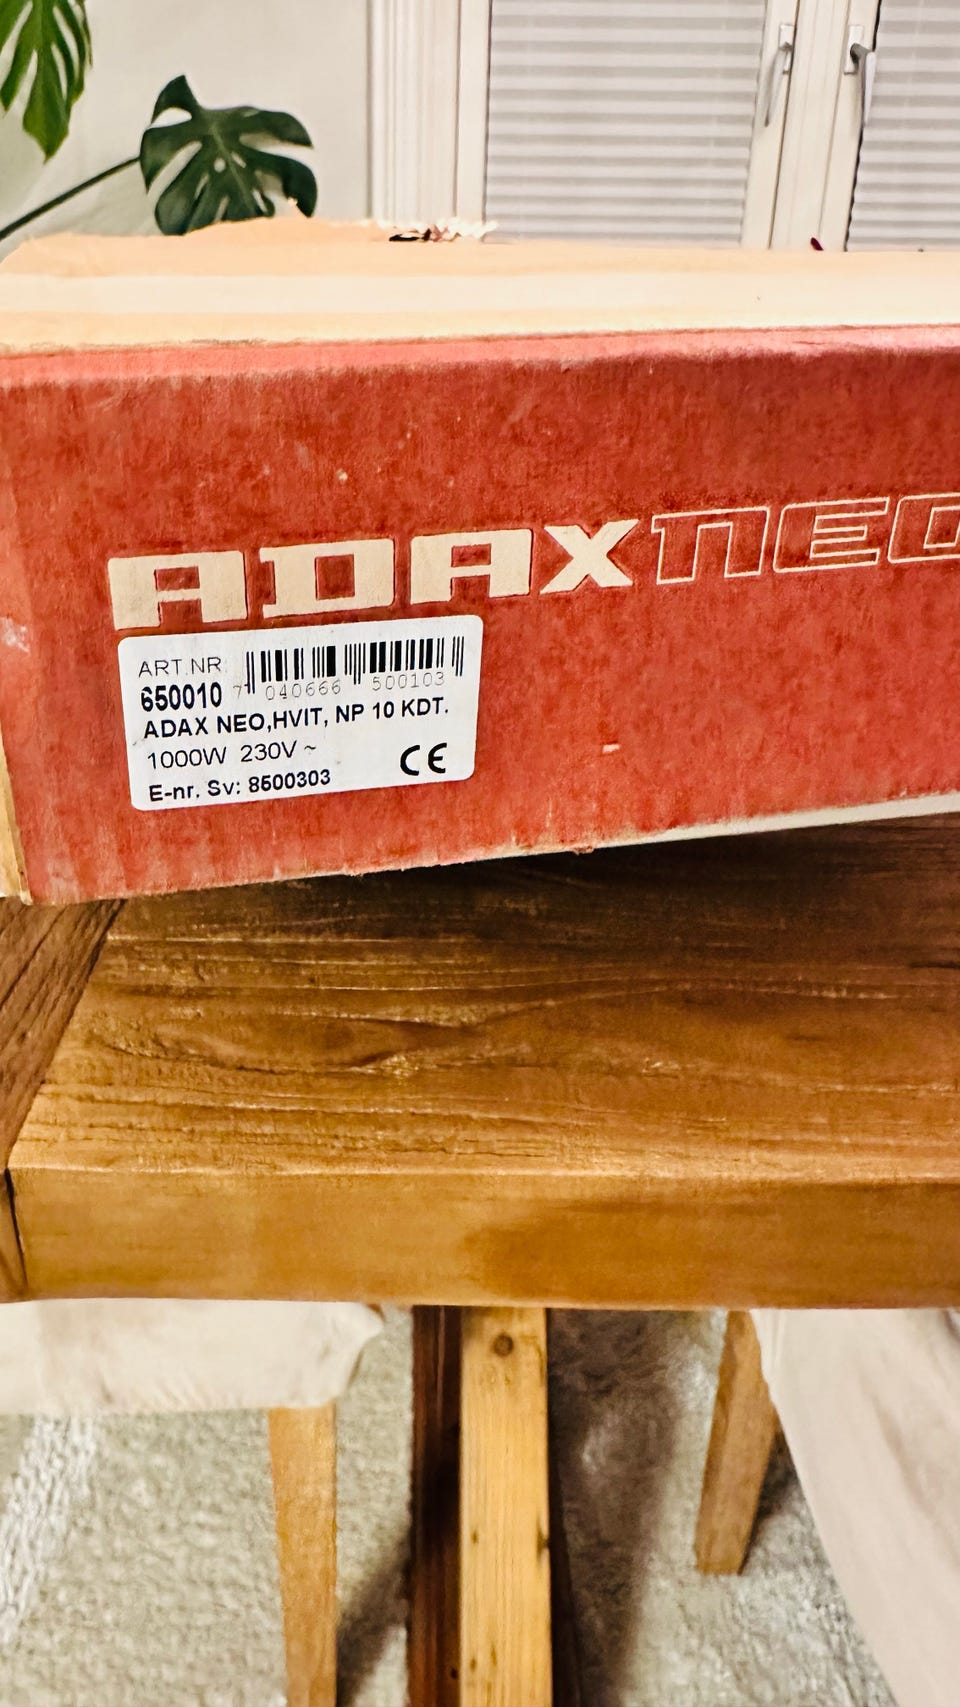 ADAX NEO
ART.NR:
650010
7 040666 500103
ADAX NEO,HVIT, NP 10 KDT.
1000W 230V ~
CE
E-nr. Sv: 8500303